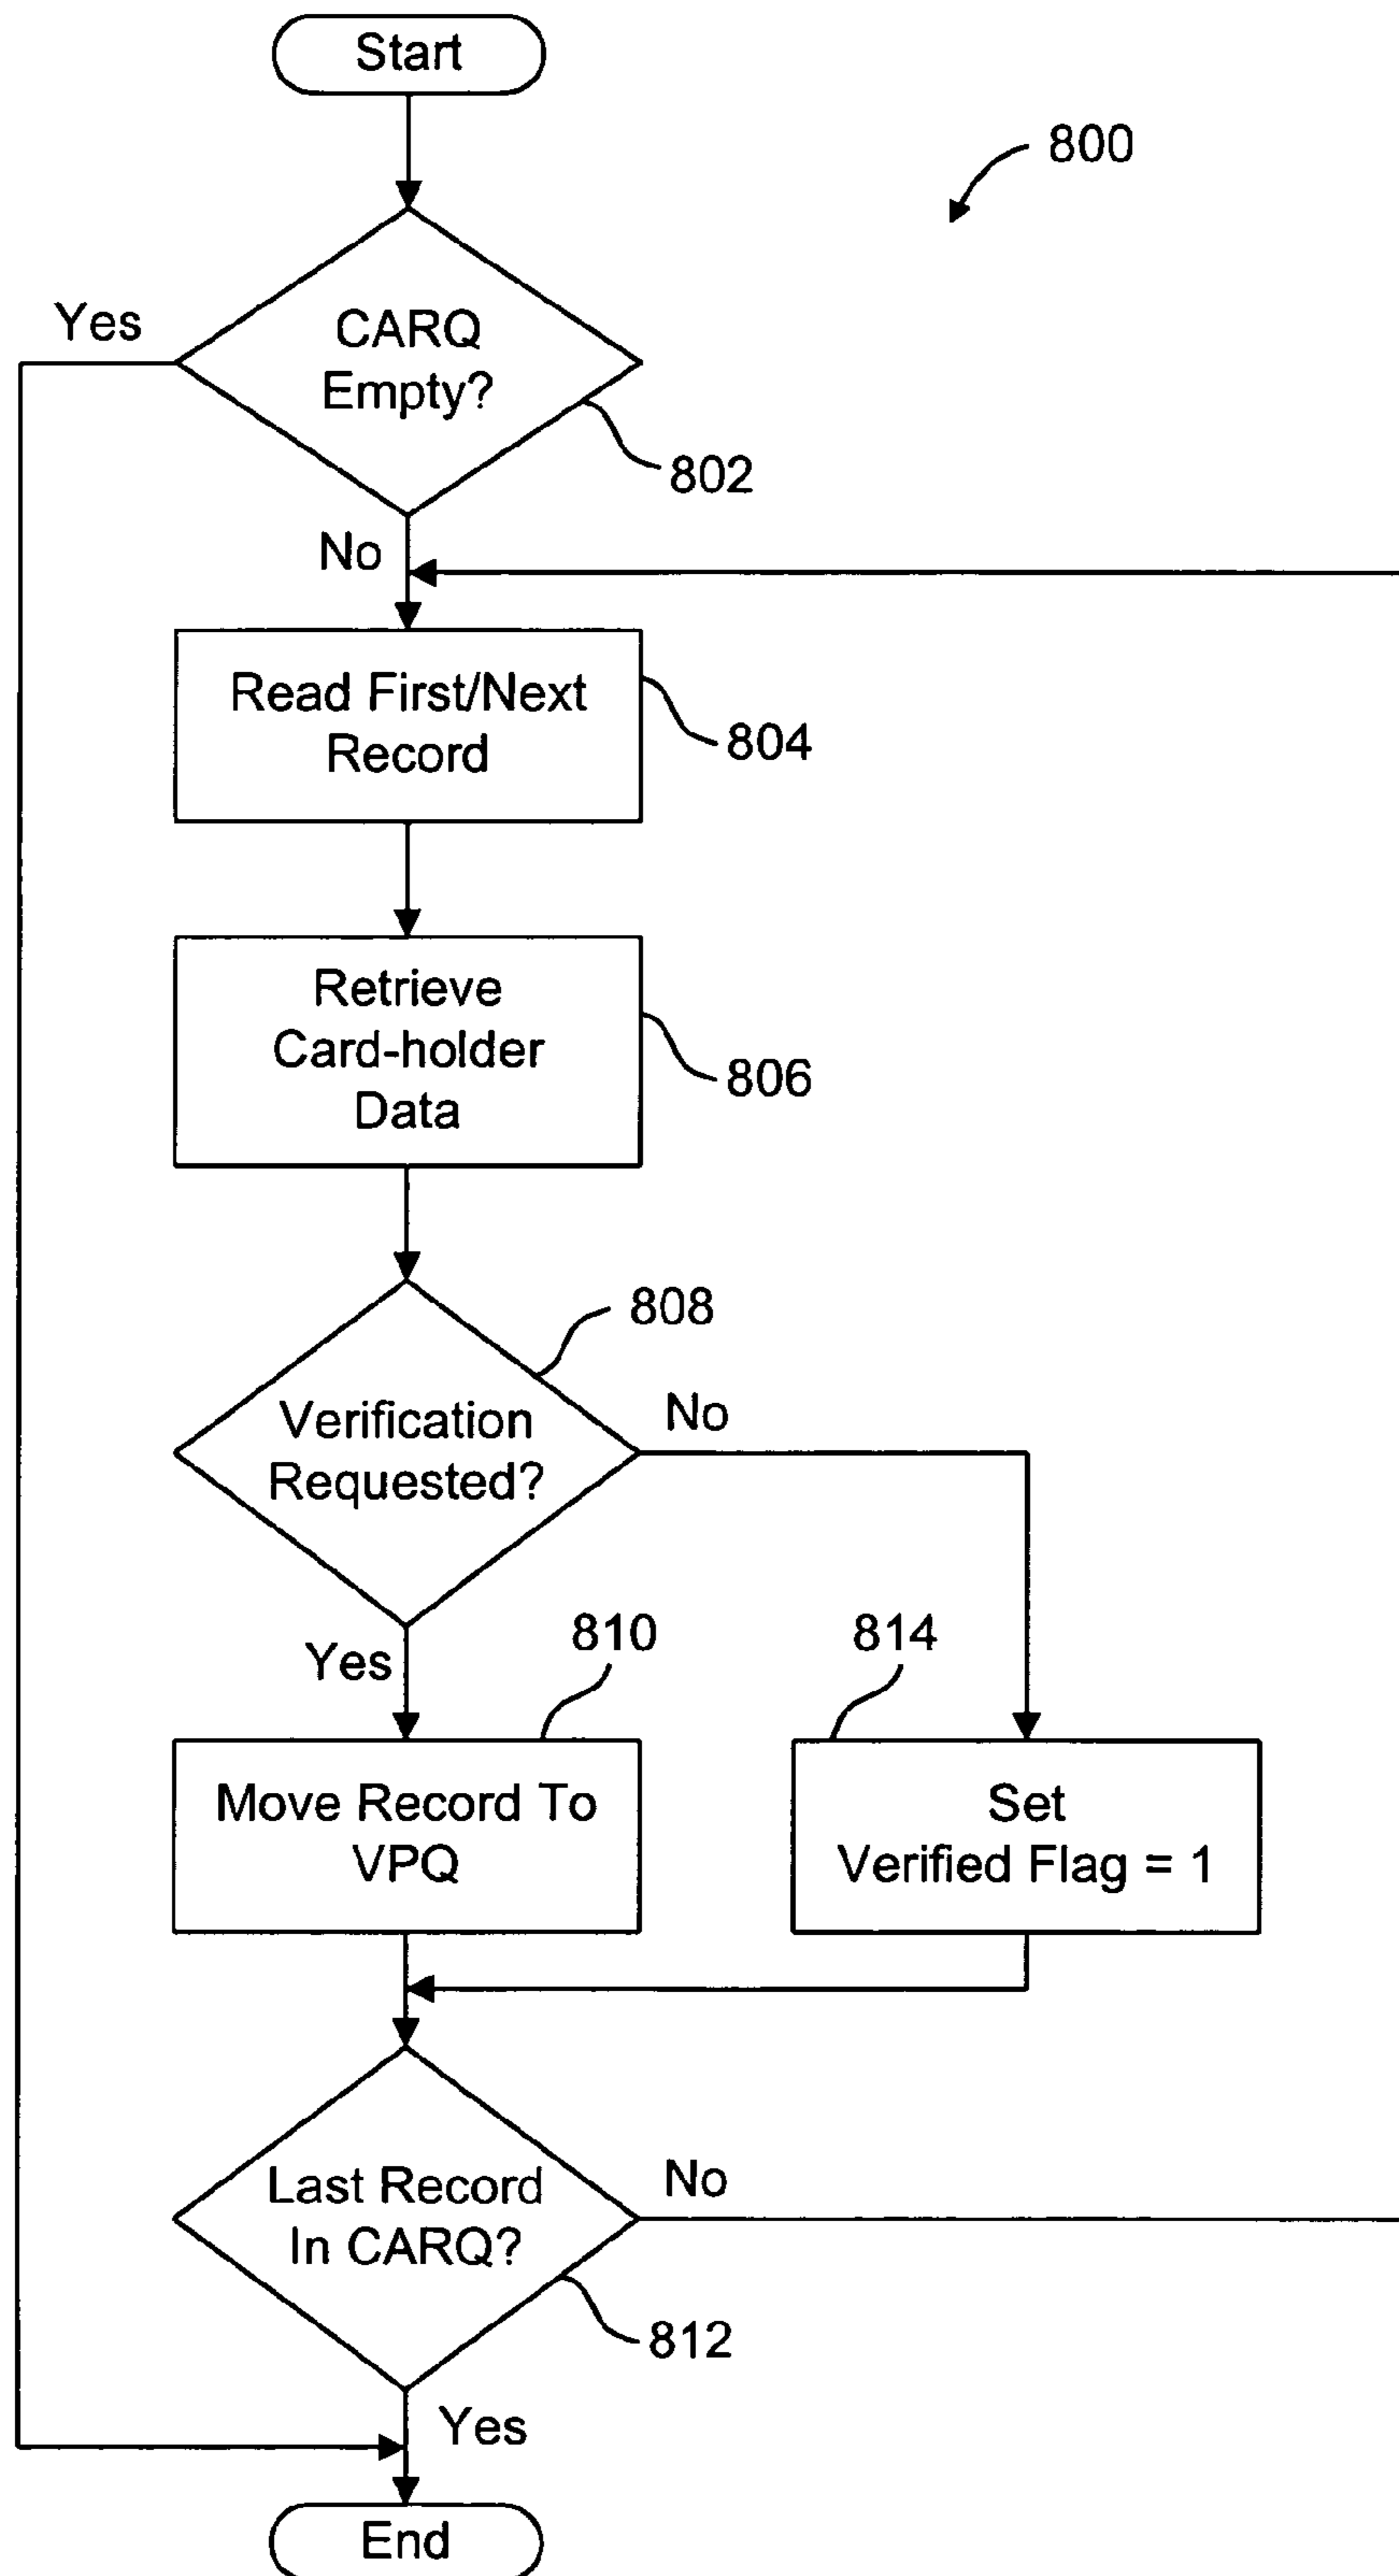 Start
800
Yes
CARQ
Empty?
802
No
Read First/Next
Record
804
Retrieve
Card-holder
Data
806
808
Verification
Requested?
No
Yes
810
814
Move Record To
VPQ
Set
Verified Flag = 1
Last Record
In CARQ?
No
812
Yes
End